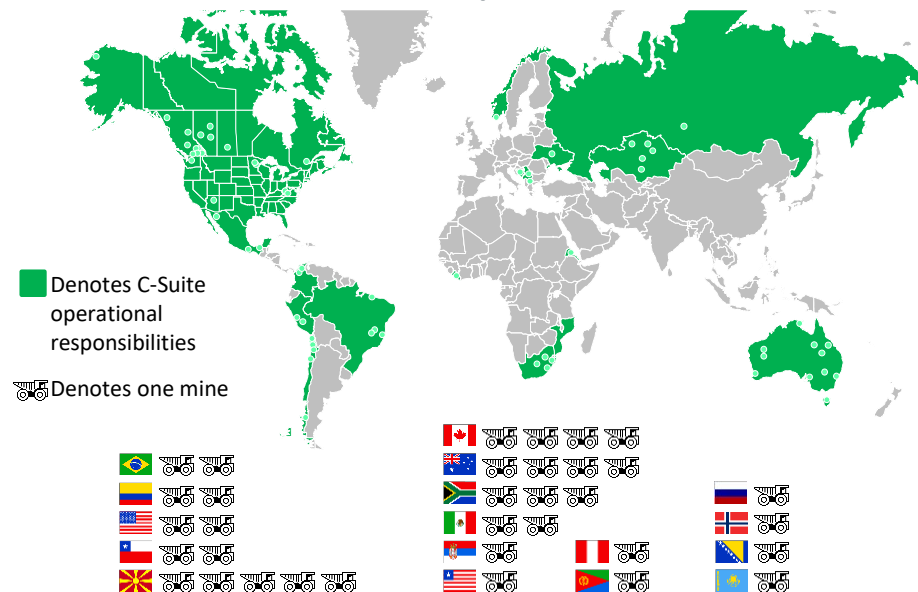 Denotes C-Suite
operational
responsibilities
Denotes one mine